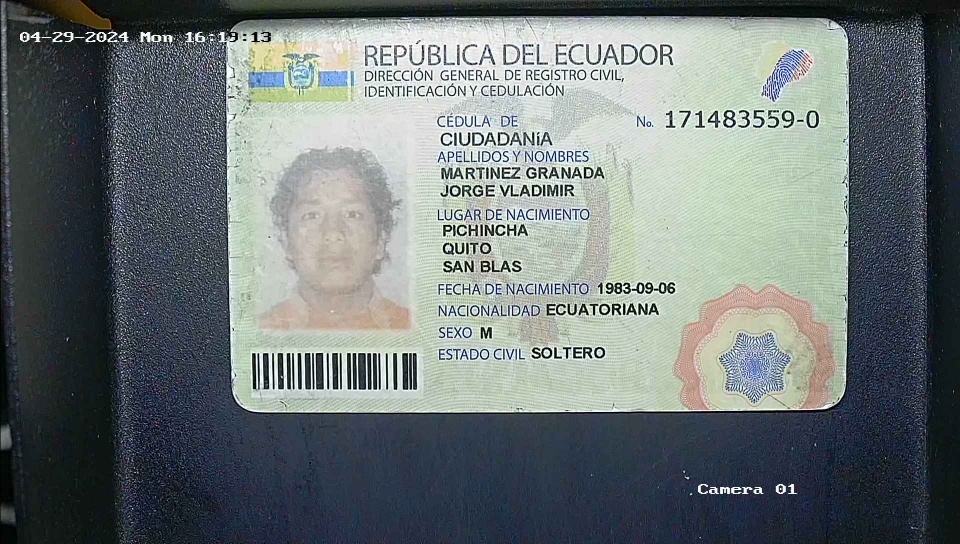 04-29-2024 Mon 16:19:13
REPÚBLICA DEL ECUADOR
DIRECCIÓN GENERAL DE REGISTRO CIVIL,
IDENTIFICACIÓN Y CEDULACIÓN
CÉDULA DE
No. 171483559-0
CIUDADANíA
APELLIDOS Y NOMBRES
MARTINEZ GRANADA
JORGE VLADIMIR
LUGAR DE NACIMIENTO
PICHINCHA
QUITO
SAN BLAS
FECHA DE NACIMIENTO 1983-09-06
NACIONALIDAD ECUATORIANA
SEXO M
ESTADO CIVIL SOLTERO
Camera 01